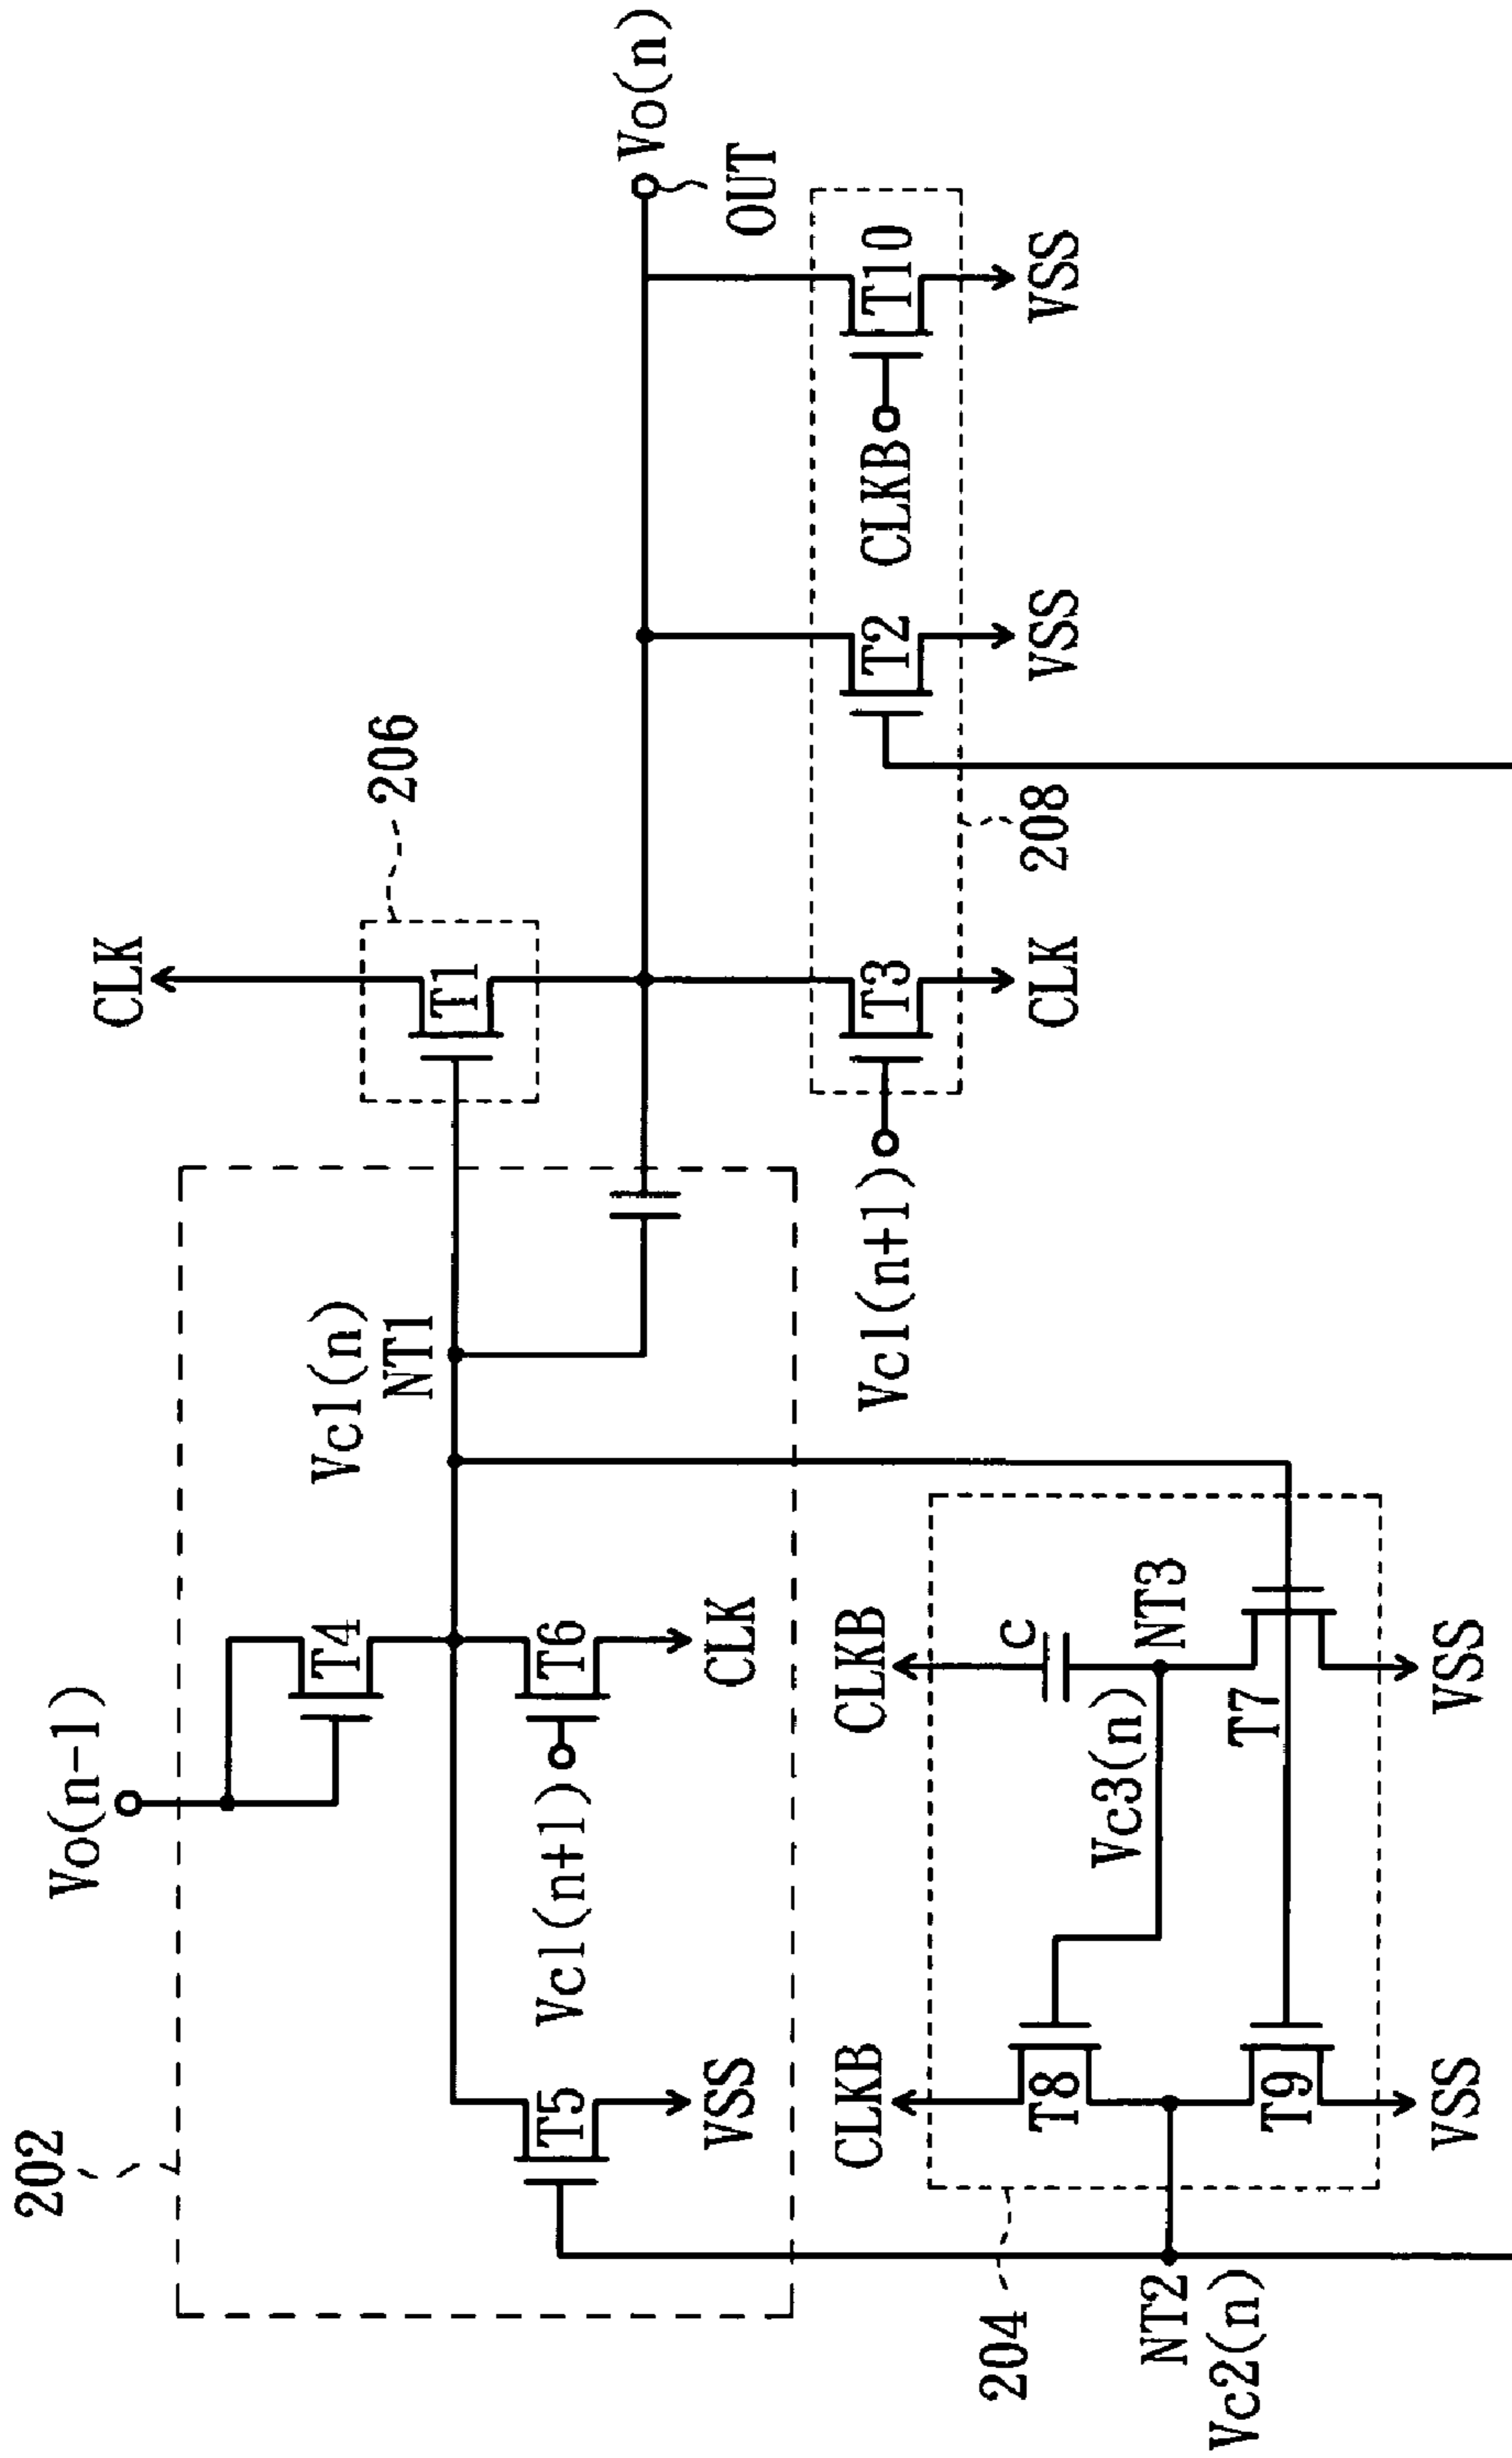 202
Vo(n-1)
CLK
206
T4
Vc1(n)
NT1
T1
Vo(n)
OUT
T5
Vc1(n+1)
T6
VSS
CLK
CLKB
CLKB
C
Vc1(n+1)
T3
T2
CLKB
T10
204
T8
Vc3(n)
NT3
CLK
208
VSS
VSS
NT2
Vc2(n)
T9
T7
VSS
VSS